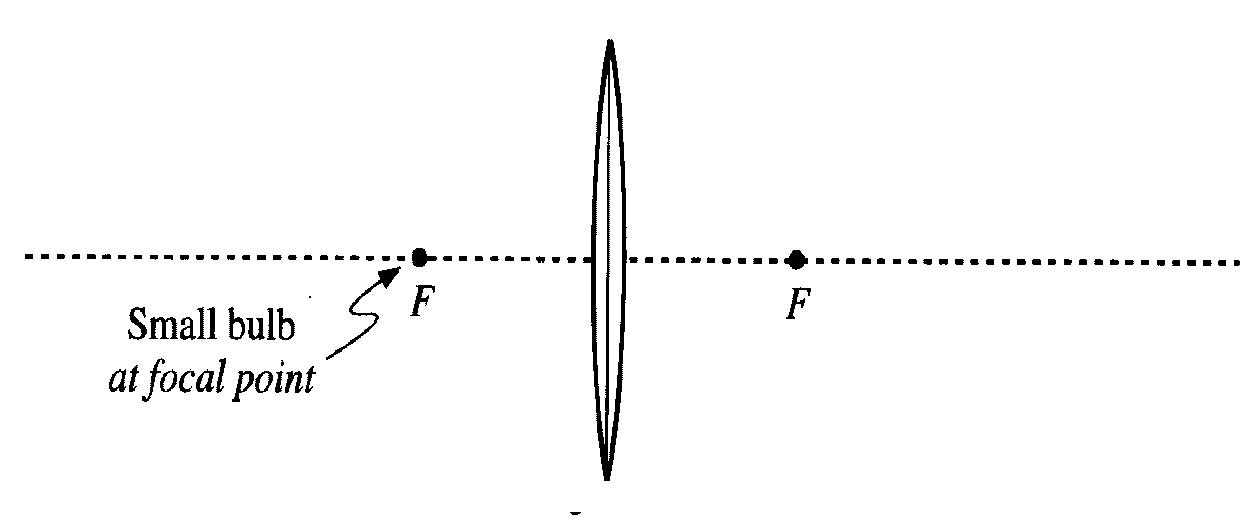 F
F
Small bulb
at focal point